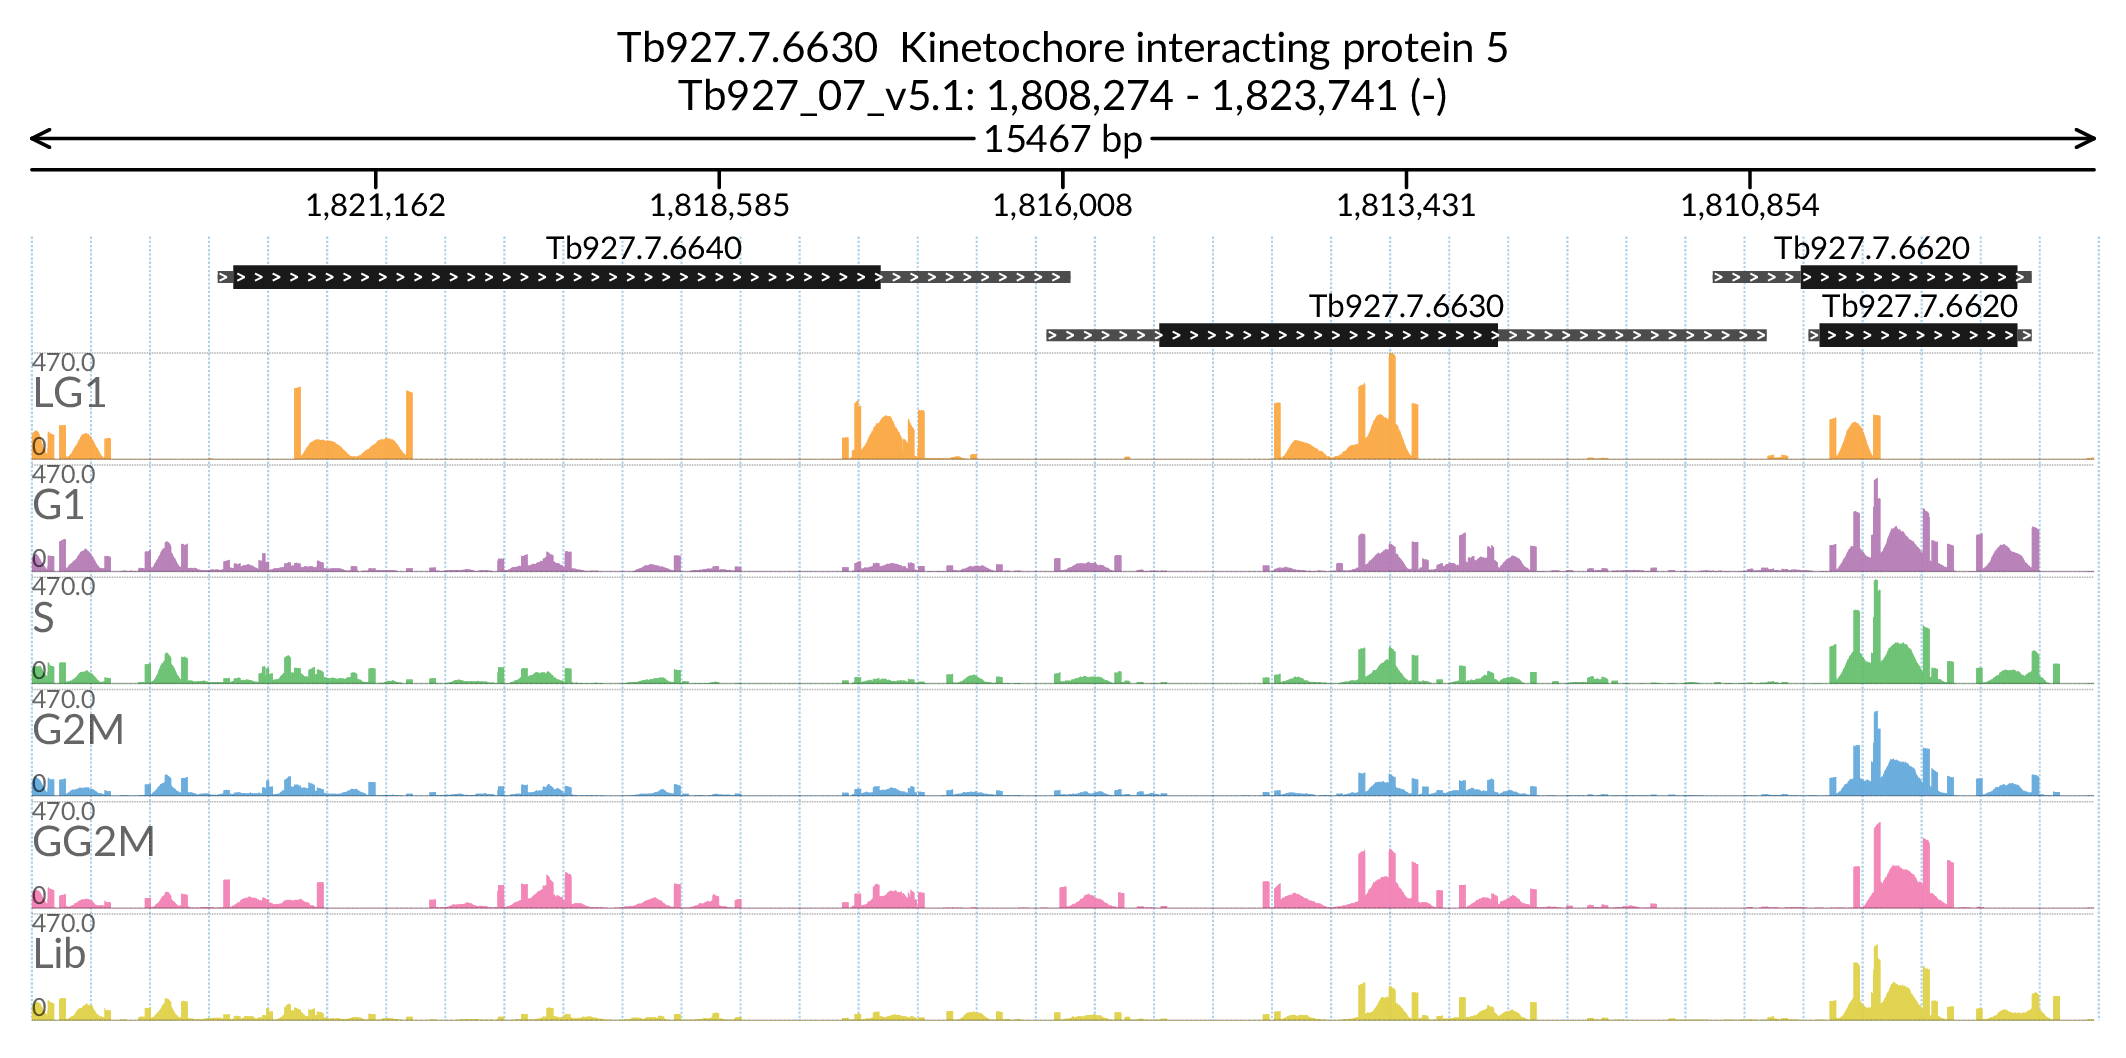 Tb927.7.6630  Kinetochore interacting protein 5
Tb927_07_v5.1: 1,808,274 - 1,823,741 (-)
15467 bp
1,821,162 1,818,585 1,816,008 1,813,431 1,810,854
Tb927.7.6640 Tb927.7.6620
Tb927.7.6630 Tb927.7.6620
470.0
LG1
0
470.0
G1
0
470.0
S
0
470.0
G2M
0
470.0
GG2M
0
470.0
Lib
0